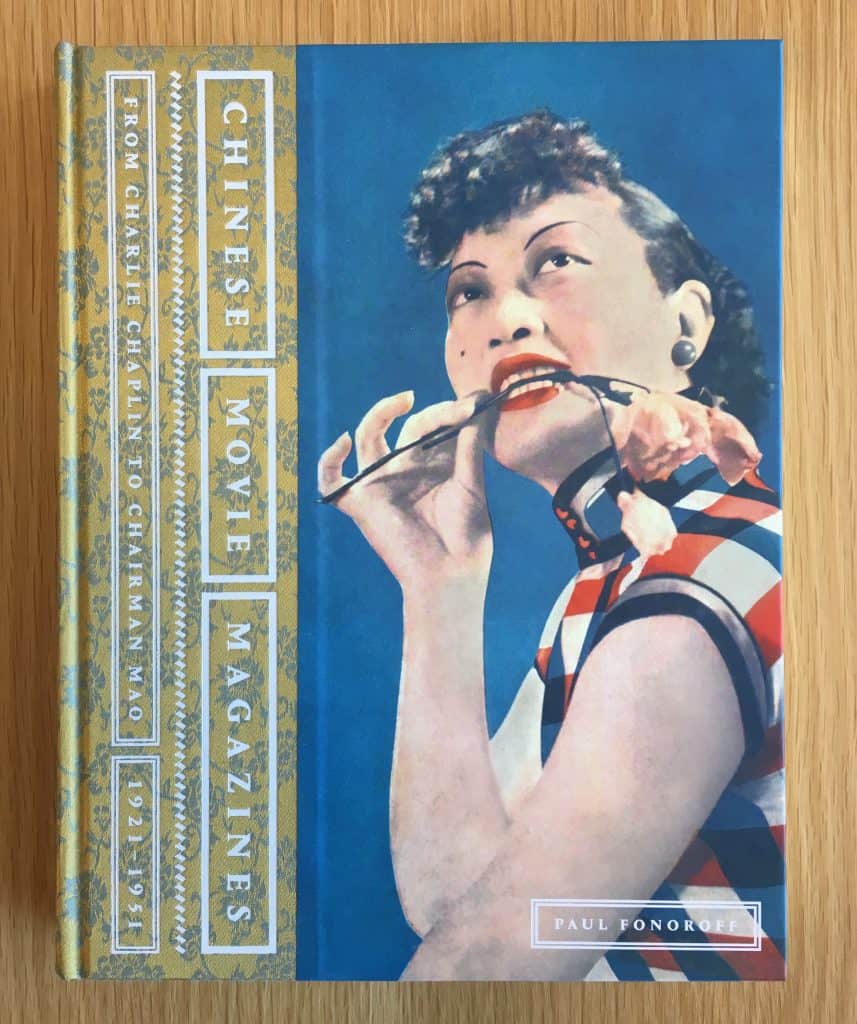 CHINESE MOVIE MAGAZINES
FROM CHARLIE CHAPLIN TO CHAIRMAN MAO 1921–1951
PAUL FONOROFF